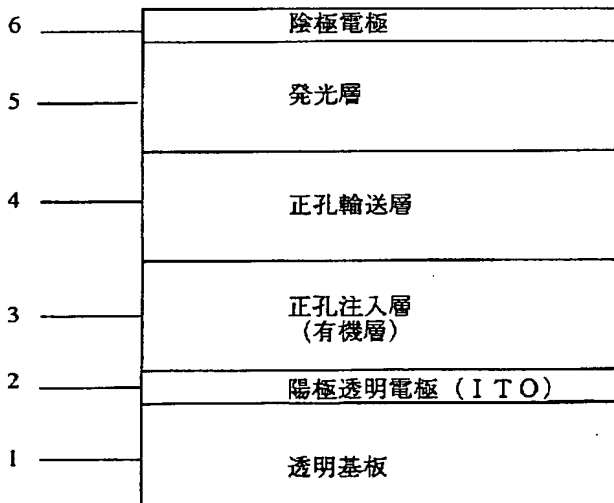 6 陰極電極
5 発光層
4 正孔輸送層
3 正孔注入層
(有機層)
2 陽極透明電極(ITO)
1 透明基板